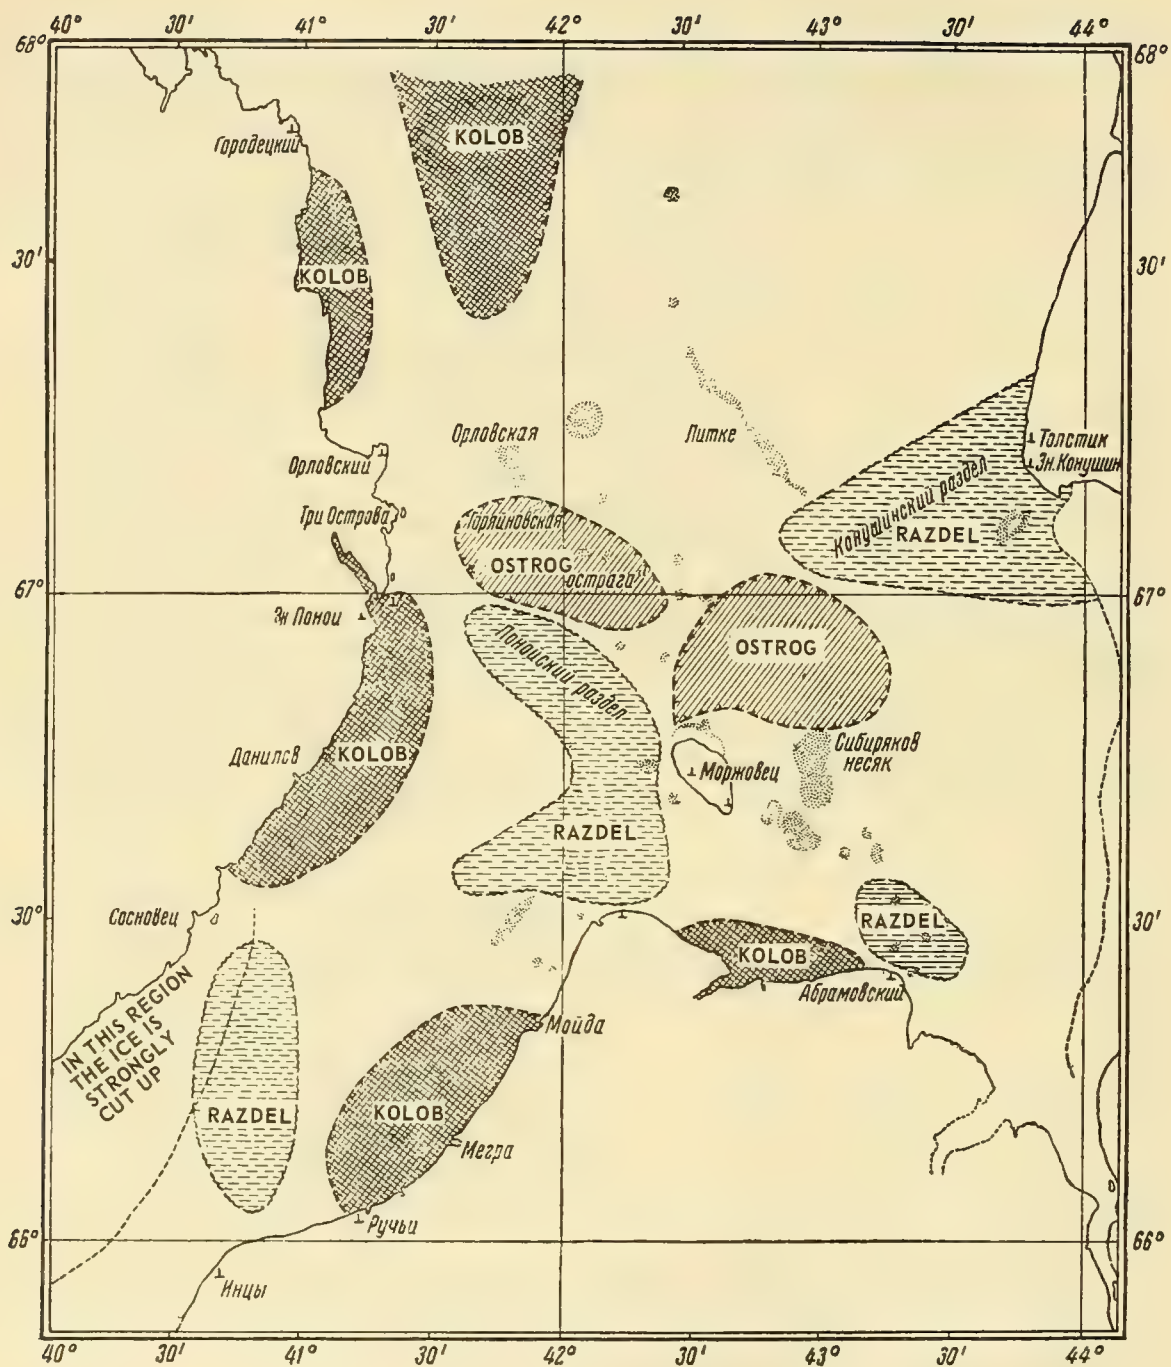 40° 30' 41° 30' 42° 30' 43° 30' 44°
68° 68°
KOLOB
Городецкий
30' 30'
KOLOB
Орловская
Литке
Толстик
Зн. Конушин
Орловский
Три Острова
Конушинский раздел
RAZDEL
Горяиновская
OSTROG
острага
67° 67°
Зн Поной
OSTROG
Понойский раздел
Данилов
KOLOB
Сибиряков
несяк
Моржовец
RAZDEL
Сосновец
30' 30'
RAZDEL
KOLOB
Абрамовский
IN THIS REGION
THE ICE IS
STRONGLY
CUT UP
Мойда
RAZDEL
KOLOB
Мегра
Ручьи
66° 66°
Инцы
40° 30' 41° 30' 42° 30' 43° 30' 44°